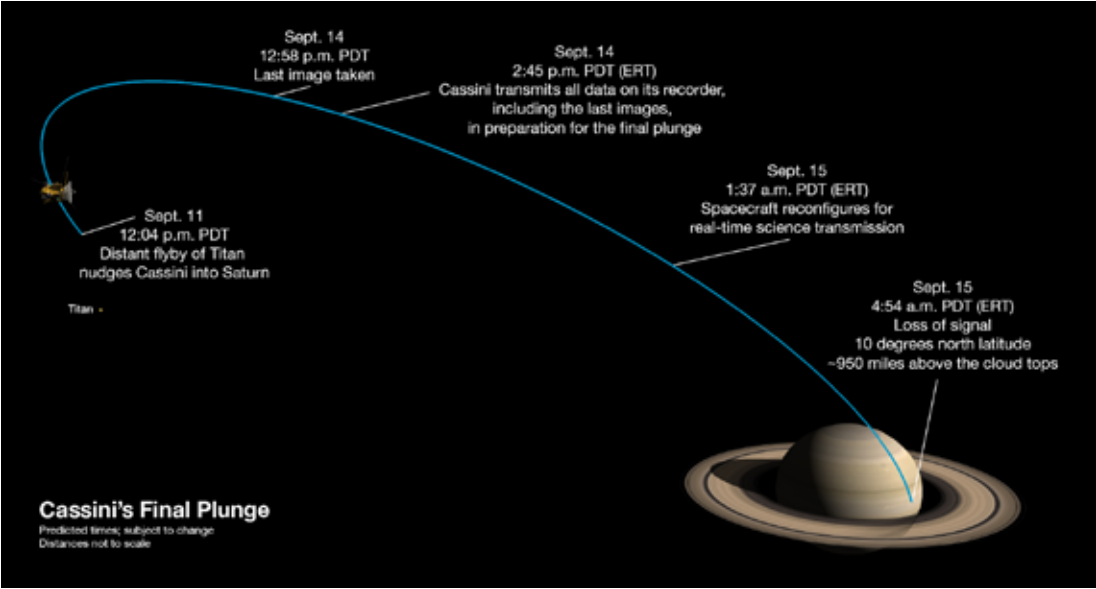 Sept. 14
12:58 p.m. PDT
Last image taken
Sept. 14
2:45 p.m. PDT (ERT)
Cassini transmits all data on its recorder,
including the last images,
in preparation for the final plunge
Sept. 15
1:37 a.m. PDT (ERT)
Spacecraft reconfigures for
real-time science transmission
Sept. 11
12:04 p.m. PDT
Distant flyby of Titan
nudges Cassini into Saturn
Titan
Sept. 15
4:54 a.m. PDT (ERT)
Loss of signal
10 degrees north latitude
~950 miles above the cloud tops
Cassini's Final Plunge
Predicted times; subject to change
Distances not to scale